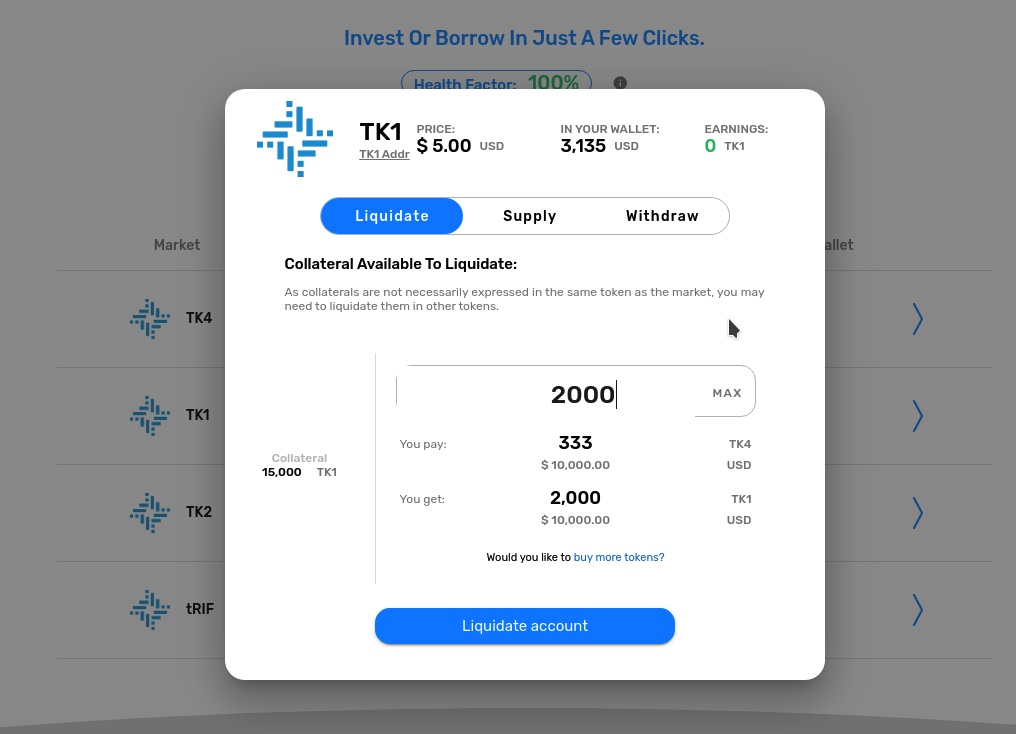 Invest Or Borrow In Just A Few Clicks.
Health Factor: 100%
TK1 PRICE: IN YOUR WALLET: EARNINGS:
TK1 Addr $ 5.00 USD 3,135 USD 0 TK1
Liquidate Supply Withdraw
Market
Collateral Available To Liquidate:
As collaterals are not necessarily expressed in the same token as the market, you may
need to liquidate them in other tokens.
TK4
2000 MAX
TK1
You pay: 333 TK4
$ 10,000.00 USD
Collateral
15,000 TK1
You get: 2,000 TK1
$ 10,000.00 USD
TK2
Would you like to buy more tokens?
tRIF
Liquidate account